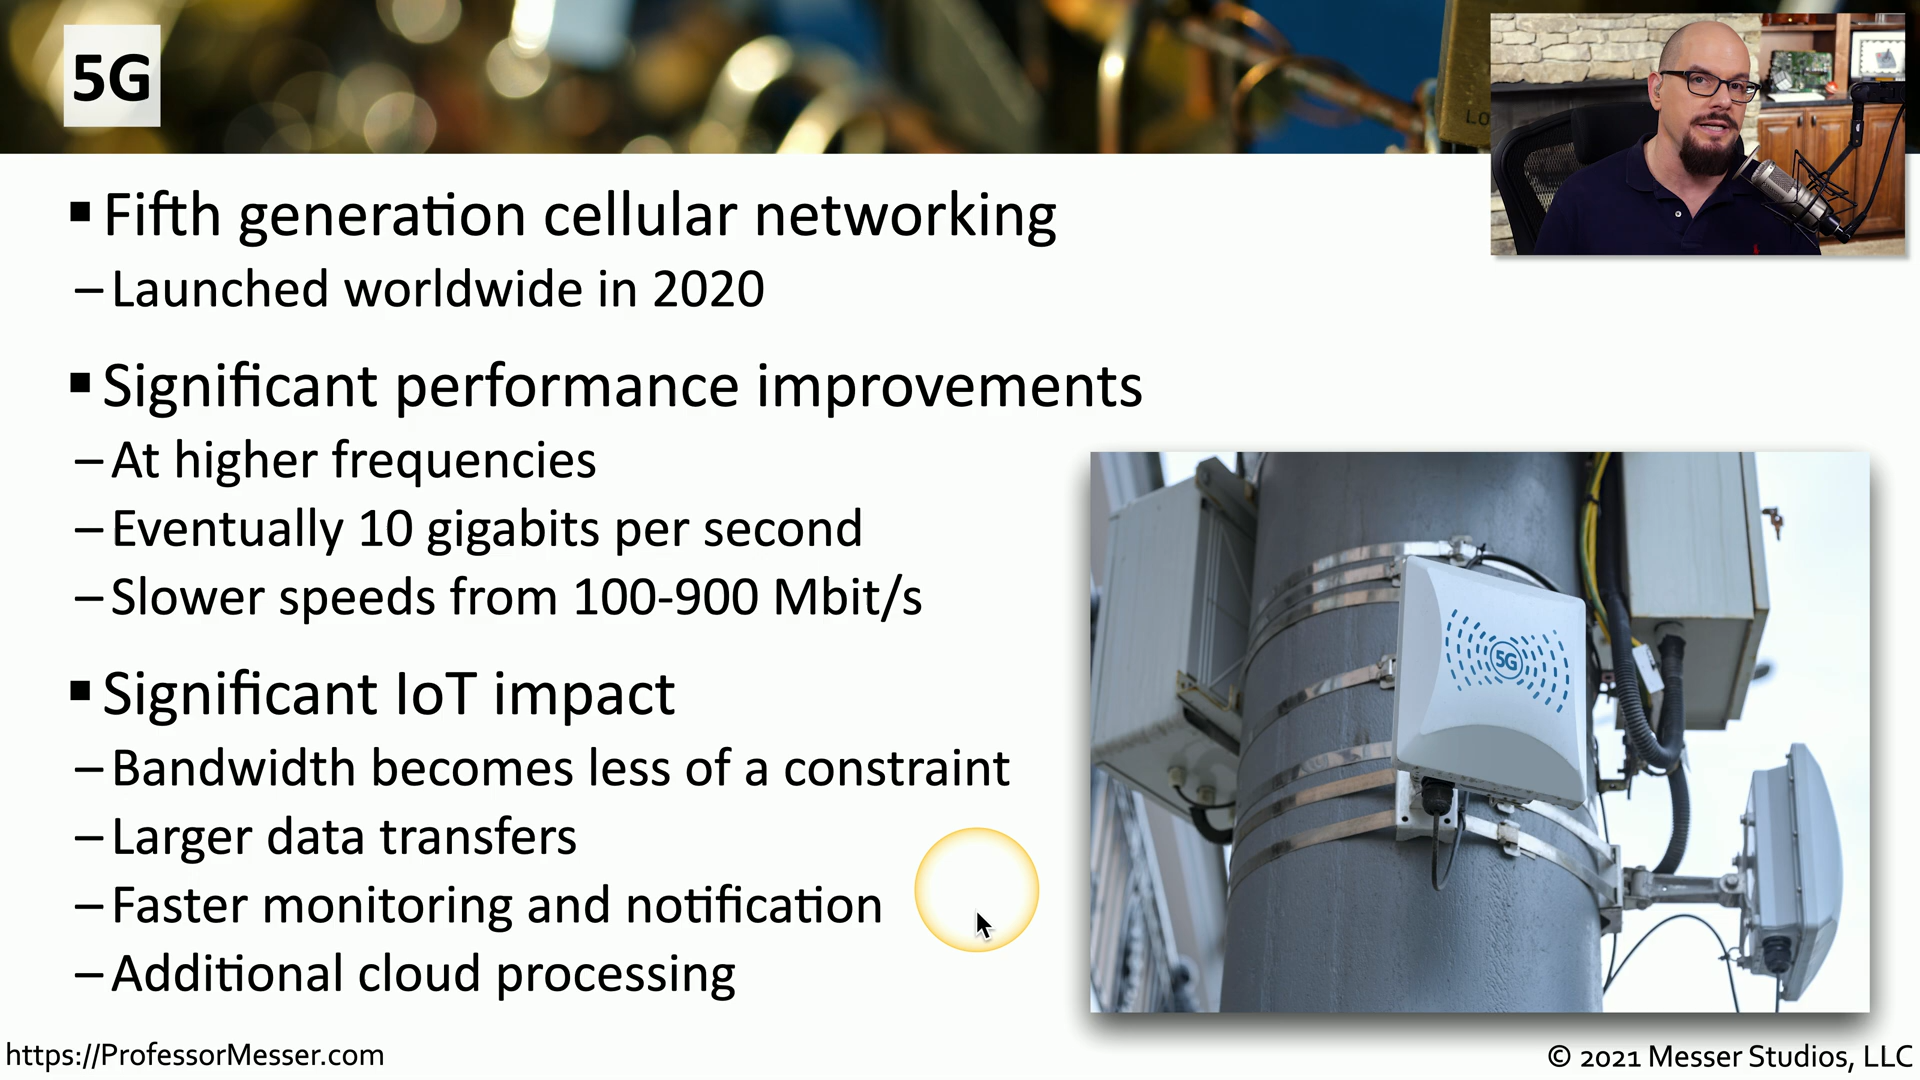 5G
LO
▪ Fifth generation cellular networking
– Launched worldwide in 2020
▪ Significant performance improvements
– At higher frequencies
– Eventually 10 gigabits per second
– Slower speeds from 100-900 Mbit/s
5G
▪ Significant IoT impact
– Bandwidth becomes less of a constraint
– Larger data transfers
– Faster monitoring and notification
– Additional cloud processing
https://ProfessorMesser.com
© 2021 Messer Studios, LLC